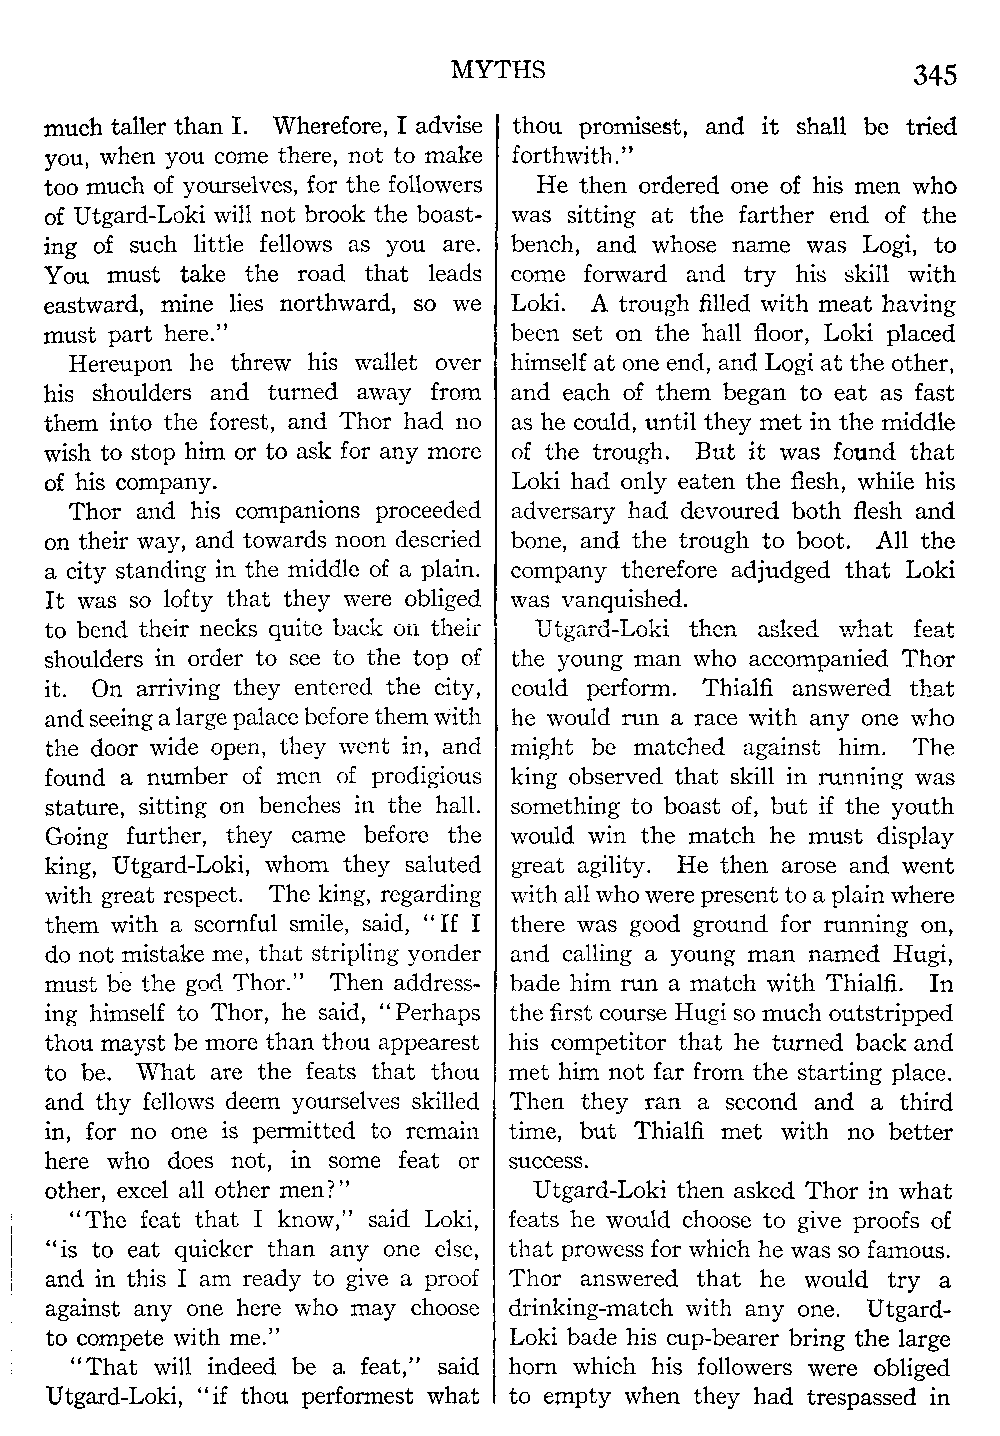 MYTHS
345
much taller than I. Wherefore, I advise
you, when you come there, not to make
too much of yourselves, for the followers
of Utgard-Loki will not brook the boast-
ing of such little fellows as you are.
You must take the road that leads
eastward, mine lies northward, so we
must part here.”
Hereupon he threw his wallet over
his shoulders and turned away from
them into the forest, and Thor had no
wish to stop him or to ask for any more
of his company.
Thor and his companions proceeded
on their way, and towards noon descried
a city standing in the middle of a plain.
It was so lofty that they were obliged
to bend their necks quite back on their
shoulders in order to see to the top of
it. On arriving they entered the city,
and seeing a large palace before them with
the door wide open, they went in, and
found a number of men of prodigious
stature, sitting on benches in the hall.
Going further, they came before the
king, Utgard-Loki, whom they saluted
with great respect. The king, regarding
them with a scornful smile, said, “If I
do not mistake me, that stripling yonder
must be the god Thor.” Then address-
ing himself to Thor, he said, “Perhaps
thou mayst be more than thou appearest
to be. What are the feats that thou
and thy fellows deem yourselves skilled
in, for no one is permitted to remain
here who does not, in some feat or
other, excel all other men?”
“The feat that I know,” said Loki,
“is to eat quicker than any one else,
and in this I am ready to give a proof
against any one here who may choose
to compete with me.”
“That will indeed be a feat,” said
Utgard-Loki, “if thou performest what
thou promisest, and it shall be tried
forthwith.”
He then ordered one of his men who
was sitting at the farther end of the
bench, and whose name was Logi, to
come forward and try his skill with
Loki. A trough filled with meat having
been set on the hall floor, Loki placed
himself at one end, and Logi at the other,
and each of them began to eat as fast
as he could, until they met in the middle
of the trough. But it was found that
Loki had only eaten the flesh, while his
adversary had devoured both flesh and
bone, and the trough to boot. All the
company therefore adjudged that Loki
was vanquished.
Utgard-Loki then asked what feat
the young man who accompanied Thor
could perform. Thialfi answered that
he would run a race with any one who
might be matched against him. The
king observed that skill in running was
something to boast of, but if the youth
would win the match he must display
great agility. He then arose and went
with all who were present to a plain where
there was good ground for running on,
and calling a young man named Hugi,
bade him run a match with Thialfi. In
the first course Hugi so much outstripped
his competitor that he turned back and
met him not far from the starting place.
Then they ran a second and a third
time, but Thialfi met with no better
success.
Utgard-Loki then asked Thor in what
feats he would choose to give proofs of
that prowess for which he was so famous.
Thor answered that he would try a
drinking-match with any one. Utgard-
Loki bade his cup-bearer bring the large
horn which his followers were obliged
to empty when they had trespassed in